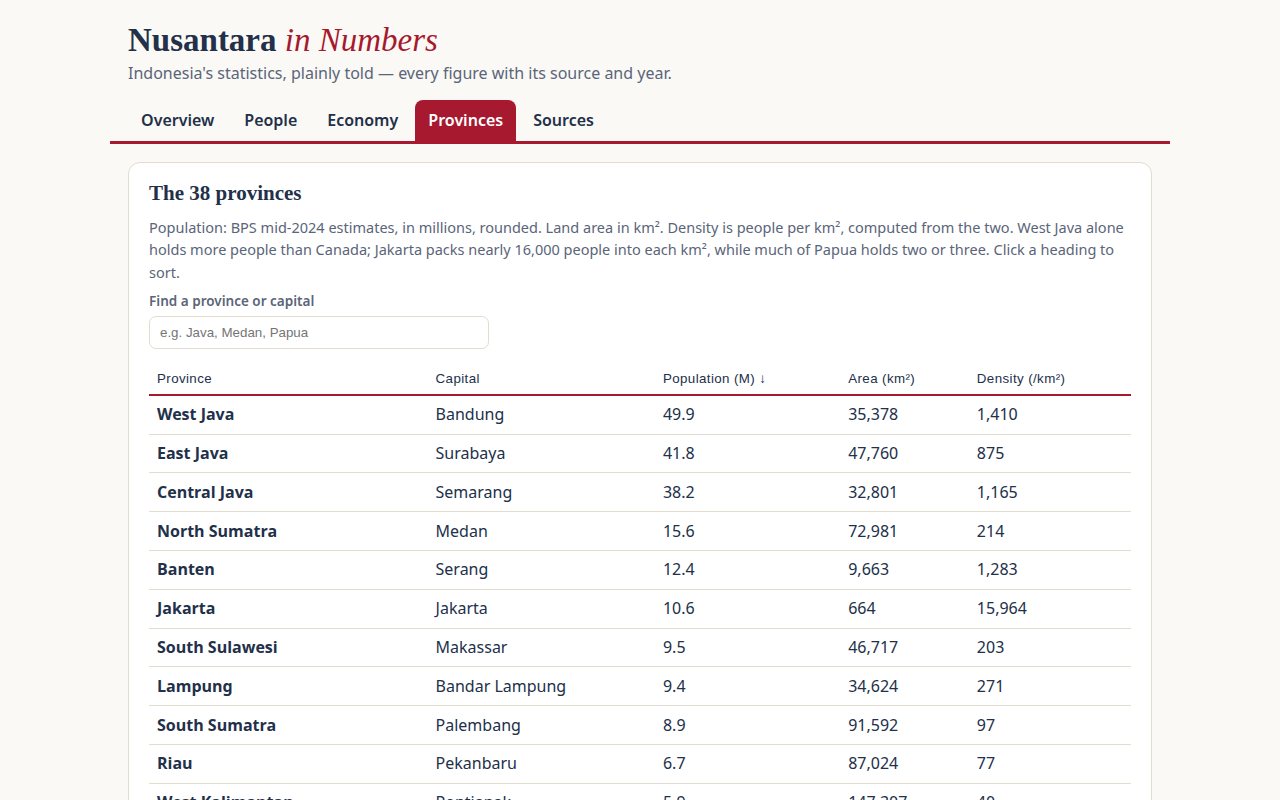 Nusantara in Numbers
Indonesia's statistics, plainly told — every figure with its source and year.
Overview People Economy Provinces Sources
The 38 provinces
Population: BPS mid-2024 estimates, in millions, rounded. Land area in km². Density is people per km², computed from the two. West Java alone
holds more people than Canada; Jakarta packs nearly 16,000 people into each km², while much of Papua holds two or three. Click a heading to
sort.
Find a province or capital
e.g. Java, Medan, Papua
Province Capital Population (M) ↓ Area (km²) Density (/km²)
West Java Bandung 49.9 35,378 1,410
East Java Surabaya 41.8 47,760 875
Central Java Semarang 38.2 32,801 1,165
North Sumatra Medan 15.6 72,981 214
Banten Serang 12.4 9,663 1,283
Jakarta Jakarta 10.6 664 15,964
South Sulawesi Makassar 9.5 46,717 203
Lampung Bandar Lampung 9.4 34,624 271
South Sumatra Palembang 8.9 91,592 97
Riau Pekanbaru 6.7 87,024 77